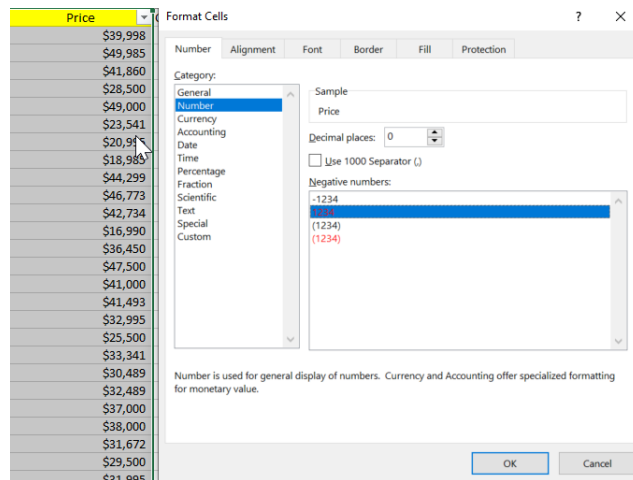 Price
$39,998
$49,985
$41,860
$28,500
$49,000
$23,541
$18,985
$44,299
$46,773
$42,734
$16,990
$36,450
$47,500
$41,000
$41,493
$32,995
$25,500
$33,341
$30,489
$32,489
$37,000
$38,000
$31,672
$29,500
$31,995
Format Cells
Number Alignment Font Border Fill Protection
Category:
General
Number
Currency
Accounting
Date
Time
Percentage
Fraction
Scientific
Text
Special
Custom
Sample
Price
Decimal places: 0
Use 1000 Separator (,)
Negative numbers:
-1234
1234
(1234)
(1234)
Number is used for general display of numbers. Currency and Accounting offer specialized formatting
for monetary value.
OK Cancel